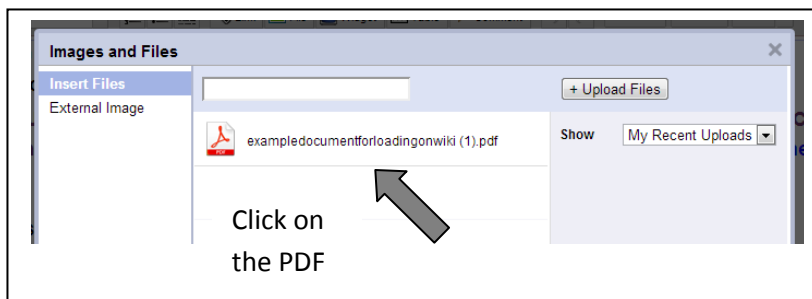 Images and Files
Insert Files
External Image
+ Upload Files
exampledocumentforloadingonwiki (1).pdf
Show
My Recent Uploads
Click on
the PDF